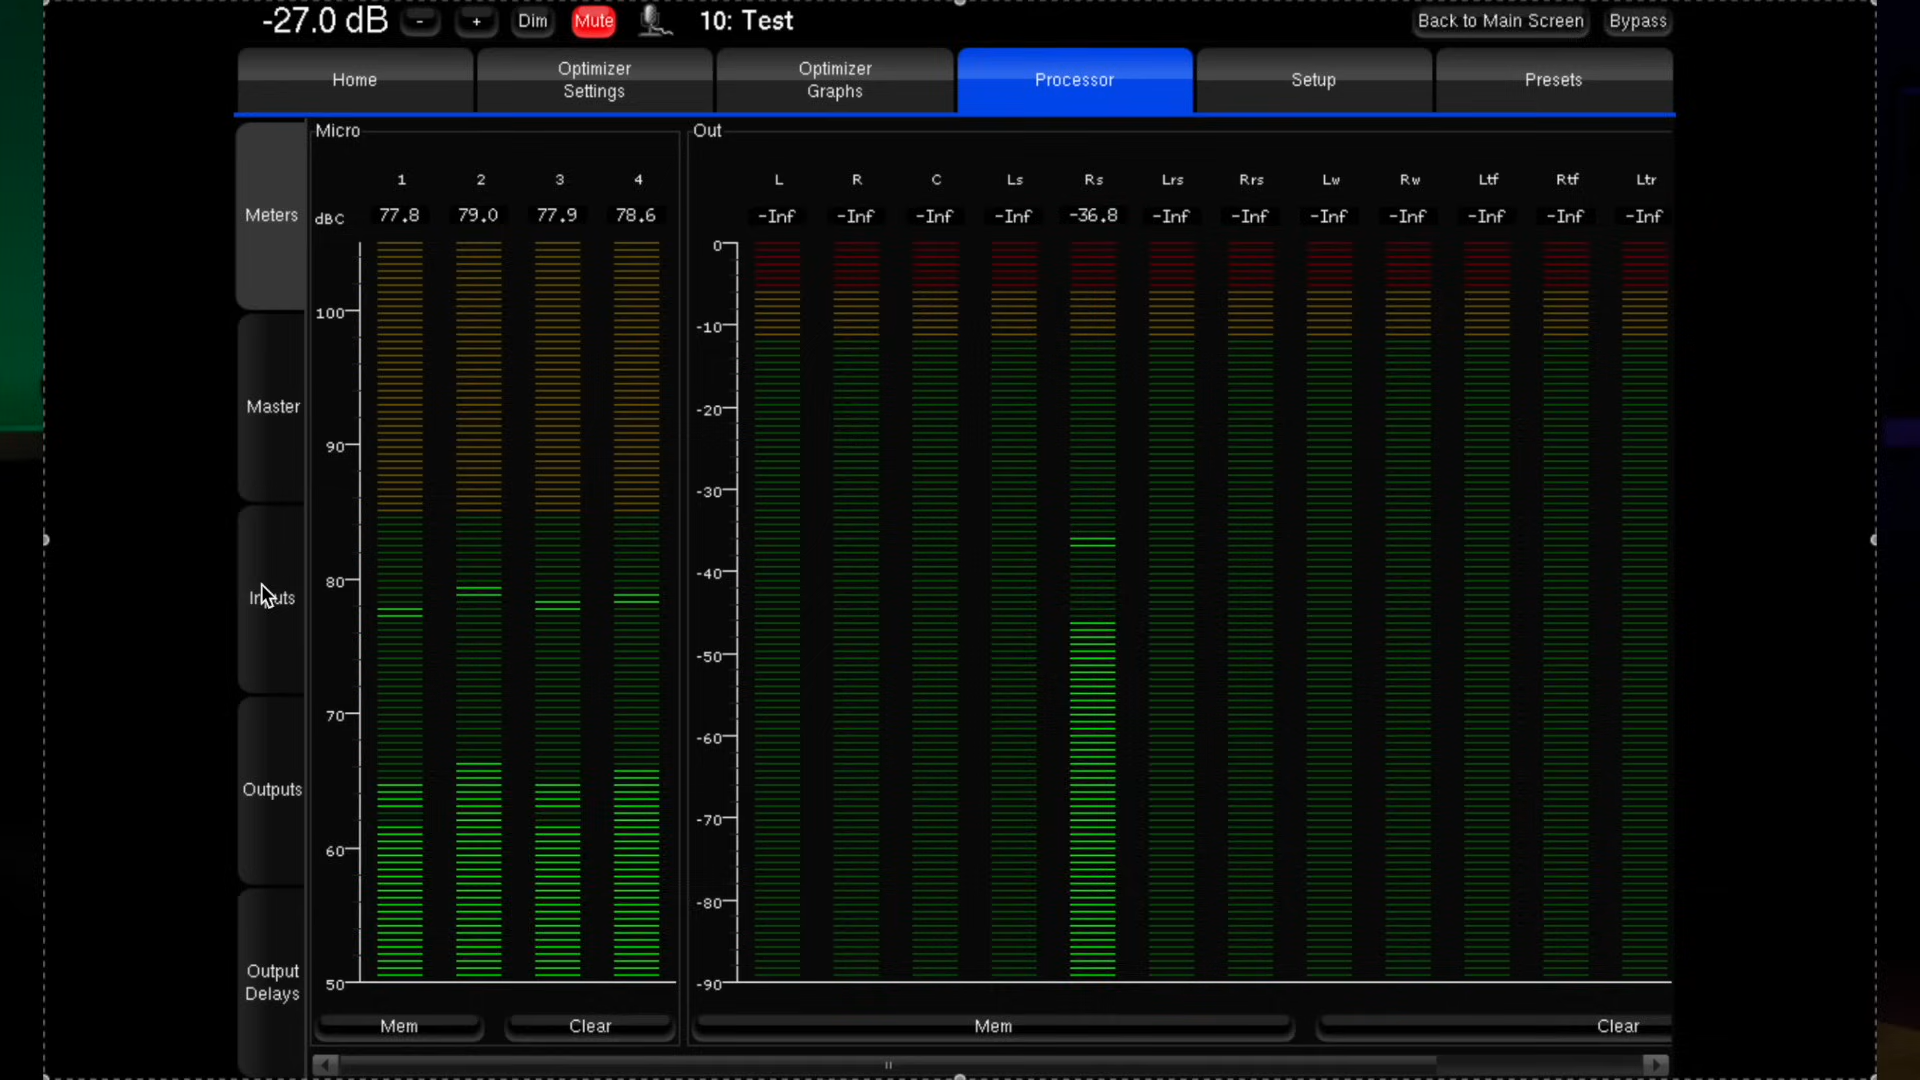 -27.0 dB - + Dim Mute 10: Test Back to Main Screen Bypass
Home Optimizer Settings Optimizer Graphs Processor Setup Presets
Micro
Out
1 2 3 4
L R C Ls Rs Lrs Rrs Lw Rw Ltf Rtf Ltr
dBC 77.8 79.0 77.9 78.6
-Inf -Inf -Inf -Inf -36.8 -Inf -Inf -Inf -Inf -Inf -Inf -Inf
100
90
80
70
60
50
0
-10
-20
-30
-40
-50
-60
-70
-80
-90
Meters
Master
Inputs
Outputs
Output
Delays
Mem Clear
Mem Clear